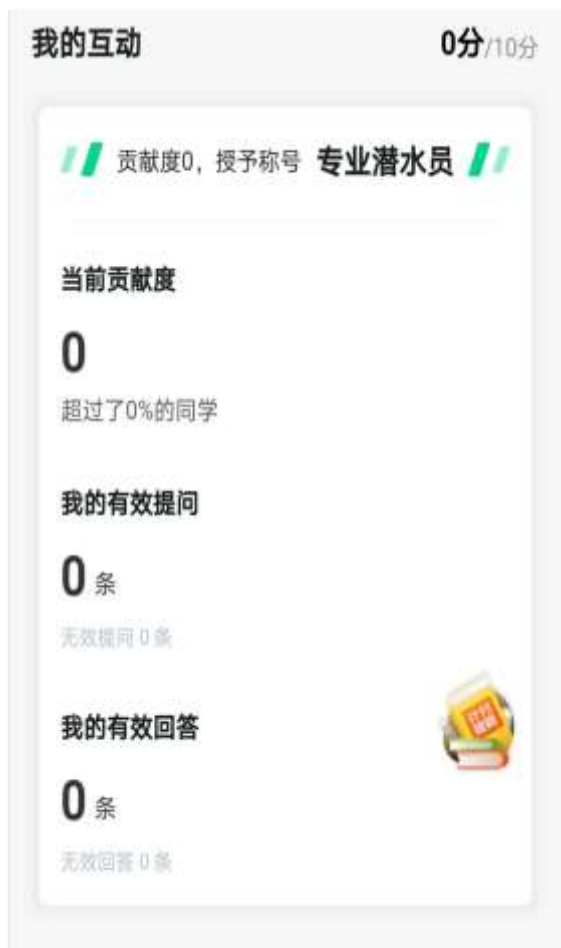 我的互动 0分/10分
贡献度0，授予称号 专业潜水员
当前贡献度
0
超过了0%的同学
我的有效提问
0 条
无效提问 0 条
我的有效回答
0 条
无效回答 0 条